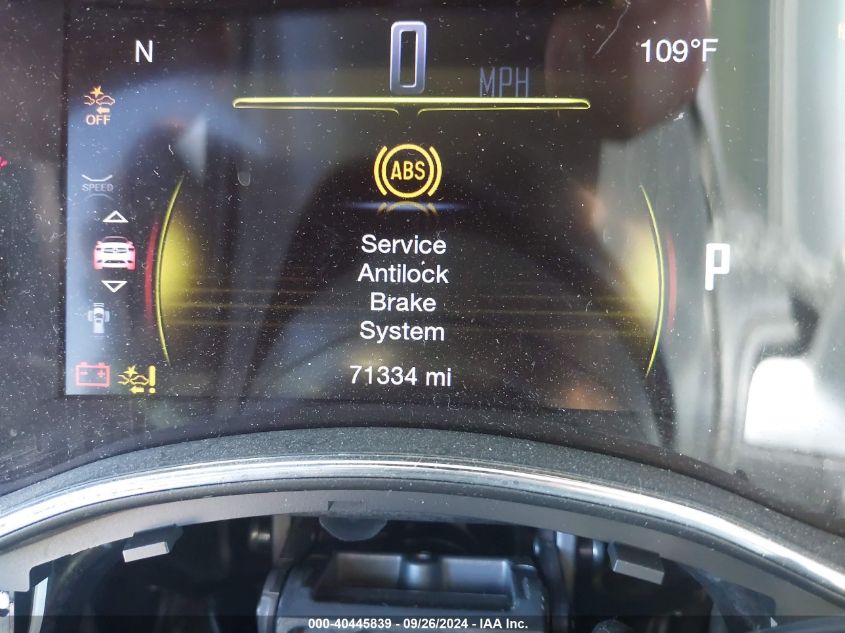 N
0
MPH
109°F
OFF
ABS
SPEED
Service
Antilock
Brake
System
P
71334 mi
000-40445839 - 09/26/2024 - IAA Inc.